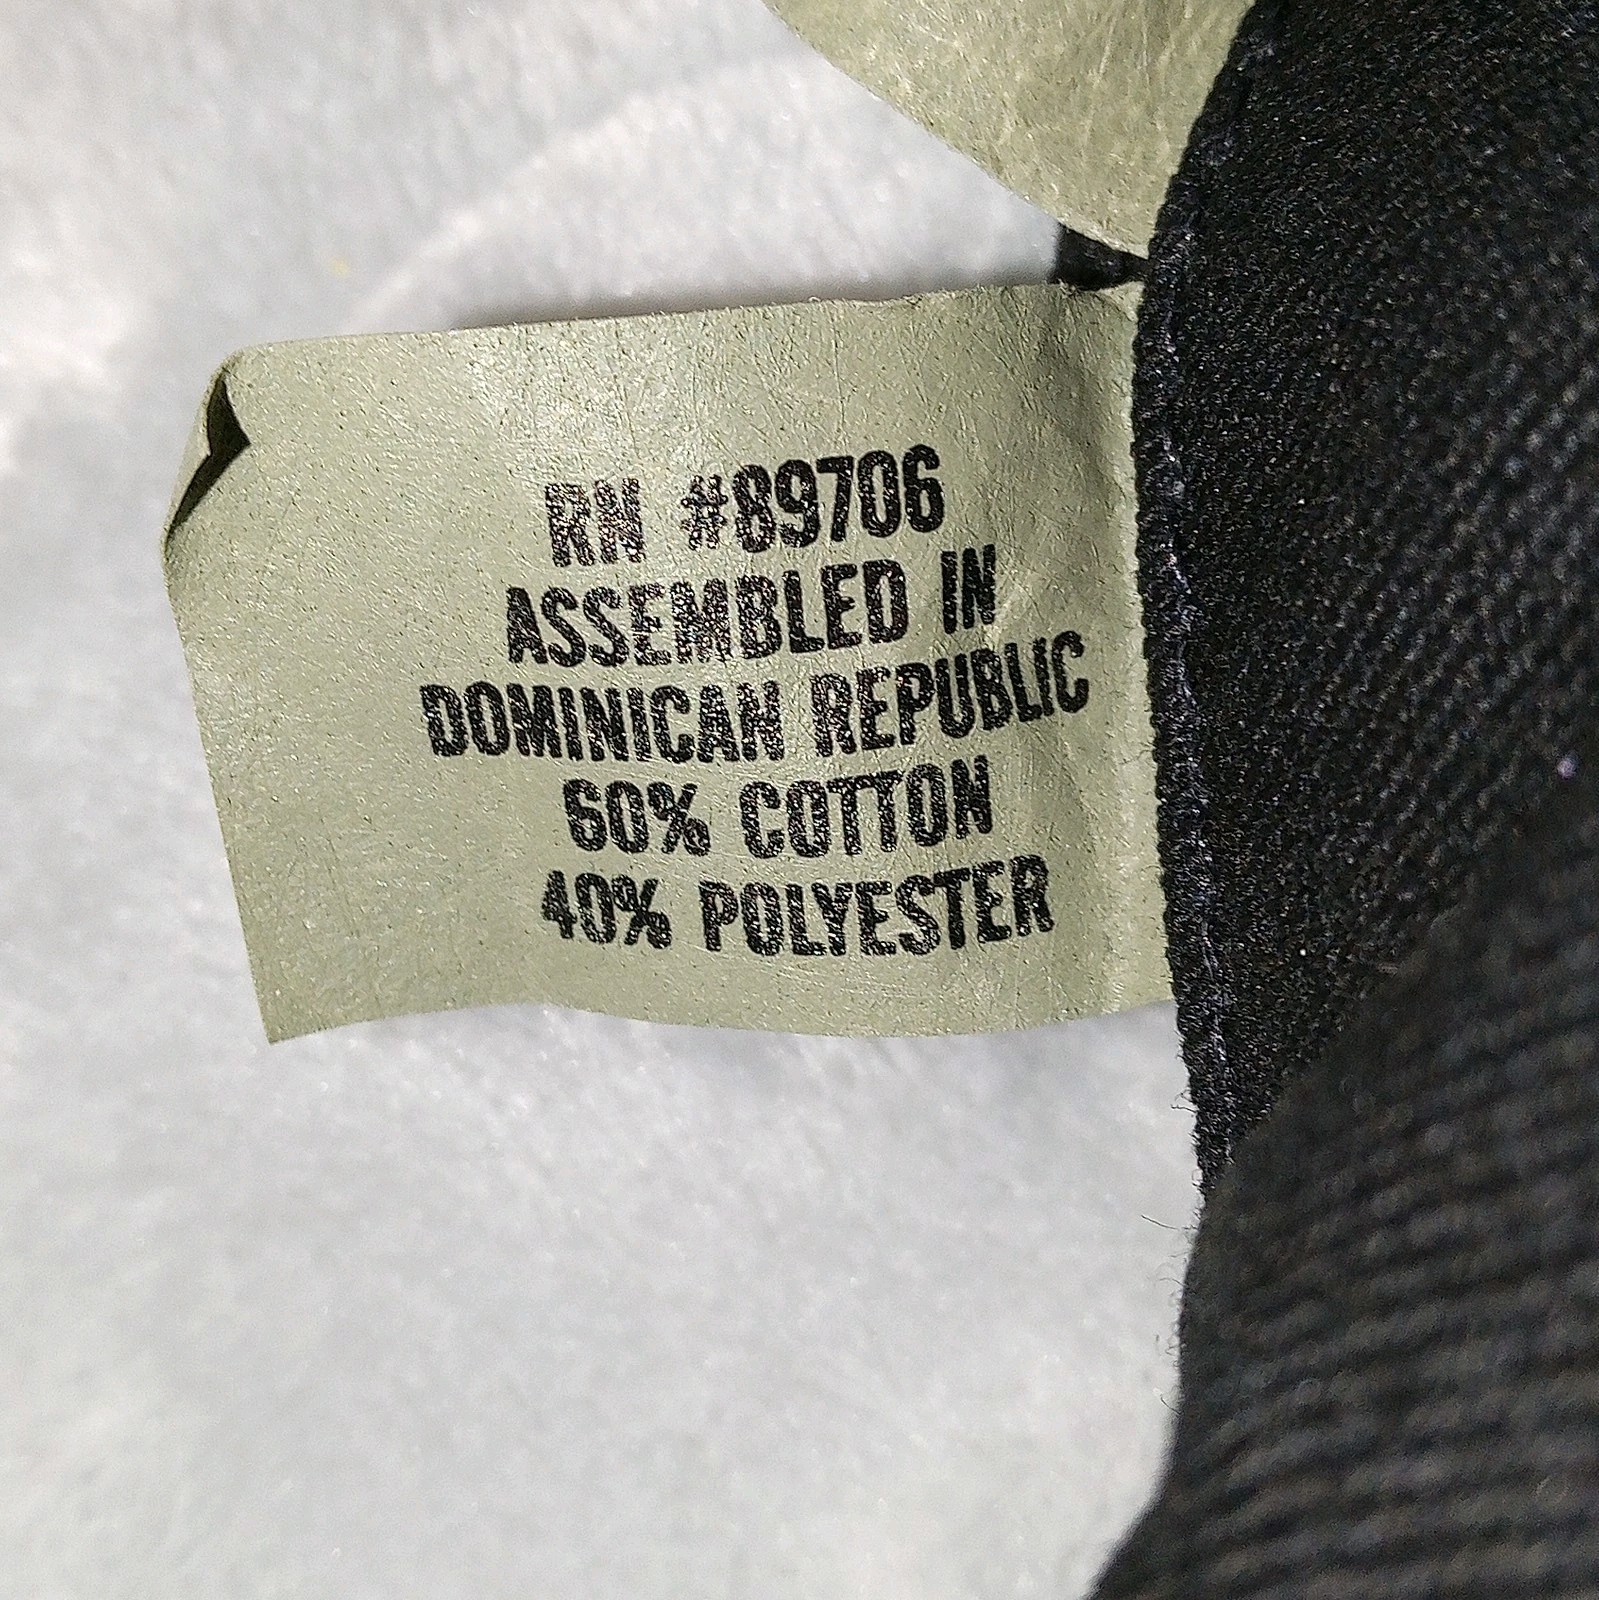 RN #89706
ASSEMBLED IN
DOMINICAN REPUBLIC
60% COTTON
40% POLYESTER